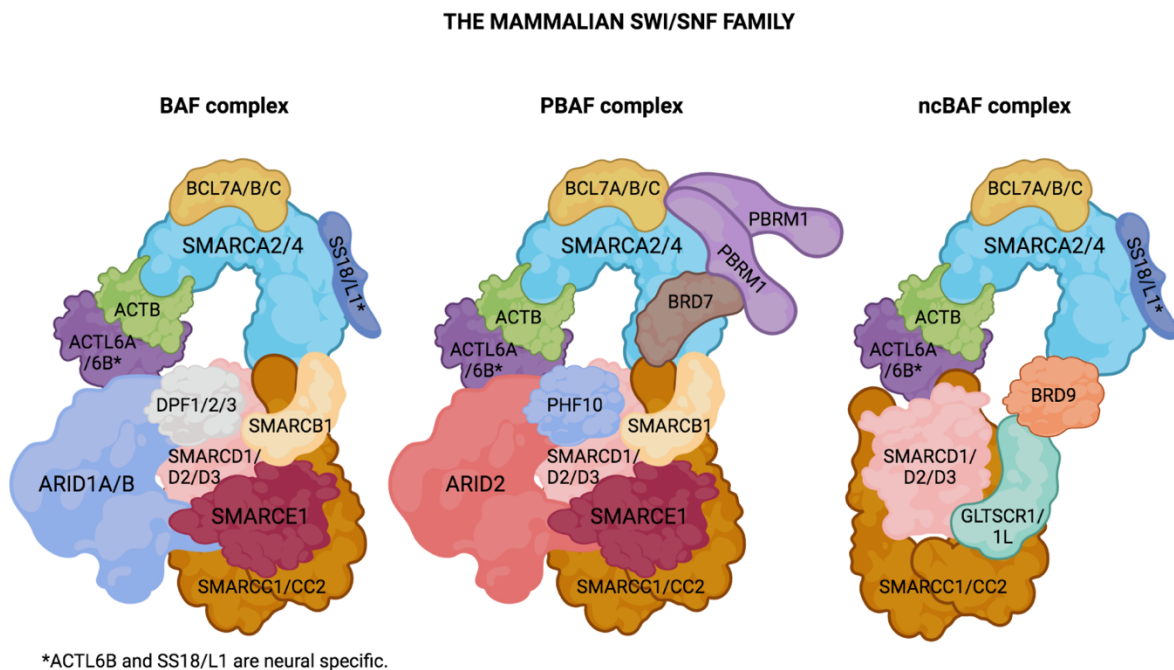 THE MAMMALIAN SWI/SNF FAMILY
BAF complex
BCL7A/B/C
SMARCA2/4
SS18/L1*
ACTB
ACTL6A
/6B*
DPF1/2/3
SMARCB1
SMARCD1/
D2/D3
ARID1A/B
SMARCE1
SMARCC1/CC2
PBAF complex
BCL7A/B/C
PBRM1
SMARCA2/4
PBRM1
BRD7
ACTB
ACTL6A
/6B*
PHF10
SMARCB1
SMARCD1/
D2/D3
ARID2
SMARCE1
SMARCC1/CC2
ncBAF complex
BCL7A/B/C
SMARCA2/4
SS18/L1*
ACTB
ACTL6A
/6B*
BRD9
SMARCD1/
D2/D3
GLTSCR1/
1L
SMARCC1/CC2
*ACTL6B and SS18/L1 are neural specific.